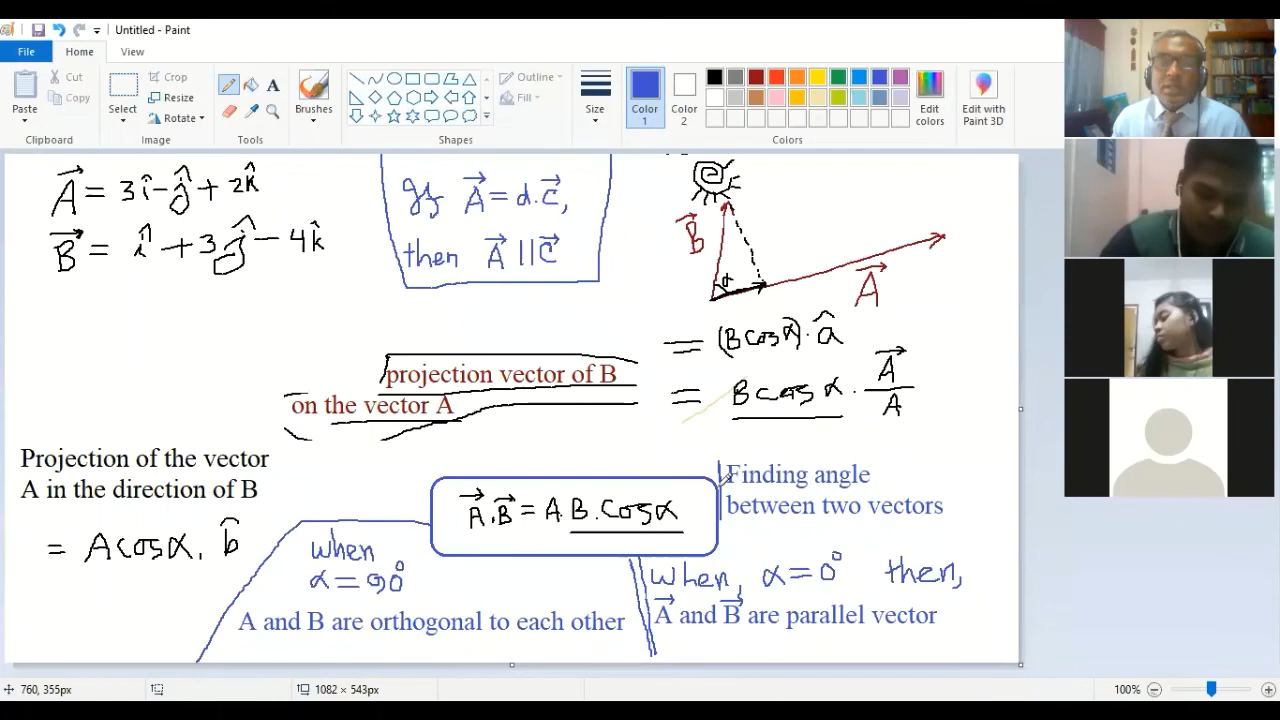 Untitled - Paint
File Home View
Paste
Cut
Copy
Clipboard
Select
Crop
Resize
Rotate
Image
A
Tools
Brushes
Shapes
Outline
Fill
Size
Color 1
Color 2
Colors
Edit colors
Edit with Paint 3D
A⃗ = 3î-ĵ+2k̂
B⃗ = î+3ĵ-4k̂
If A⃗ = d.C⃗,
then A⃗ || C⃗
B⃗
α
A⃗
= (B cosα).â
= B cosα . A⃗/A
projection vector of B
on the vector A
Projection of the vector
A in the direction of B
= A cosα. b̂
A⃗.B⃗ = A B.Cosα
Finding angle
between two vectors
when
α = 90°
A and B are orthogonal to each other
When, α = 0° then,
A⃗ and B⃗ are parallel vector
760, 355px
1082 × 543px
100%